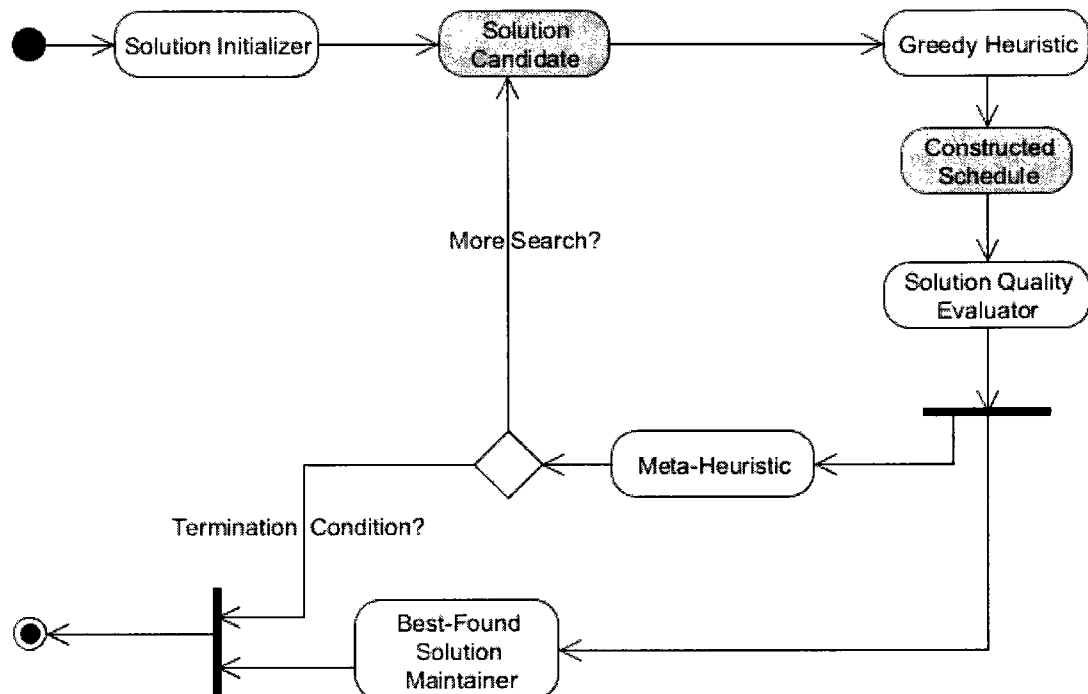 Solution Initializer
Solution
Candidate
Greedy Heuristic
Constructed
Schedule
More Search?
Solution Quality
Evaluator
Meta-Heuristic
Termination Condition?
Best-Found
Solution
Maintainer